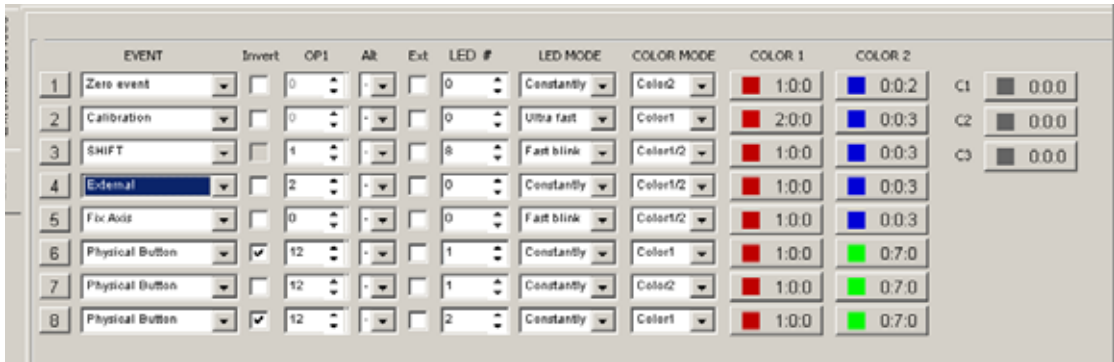 EVENT Invert OP1 Alt Ext LED # LED MODE COLOR MODE COLOR 1 COLOR 2
1 Zero event 0 - 0 Constantly Color2 1:0:0 0:0:2 C1 0:0:0
2 Calibration 0 - 0 Ultra fast Color1 2:0:0 0:0:3 C2 0:0:0
3 SHIFT 1 - 8 Fast blink Color1/2 1:0:0 0:0:3 C3 0:0:0
4 External 2 - 0 Constantly Color1/2 1:0:0 0:0:3
5 Fix Axis 0 - 0 Fast blink Color1/2 1:0:0 0:0:3
6 Physical Button 12 - 1 Constantly Color1 1:0:0 0:7:0
7 Physical Button 12 - 1 Constantly Color2 1:0:0 0:7:0
8 Physical Button 12 - 2 Constantly Color1 1:0:0 0:7:0